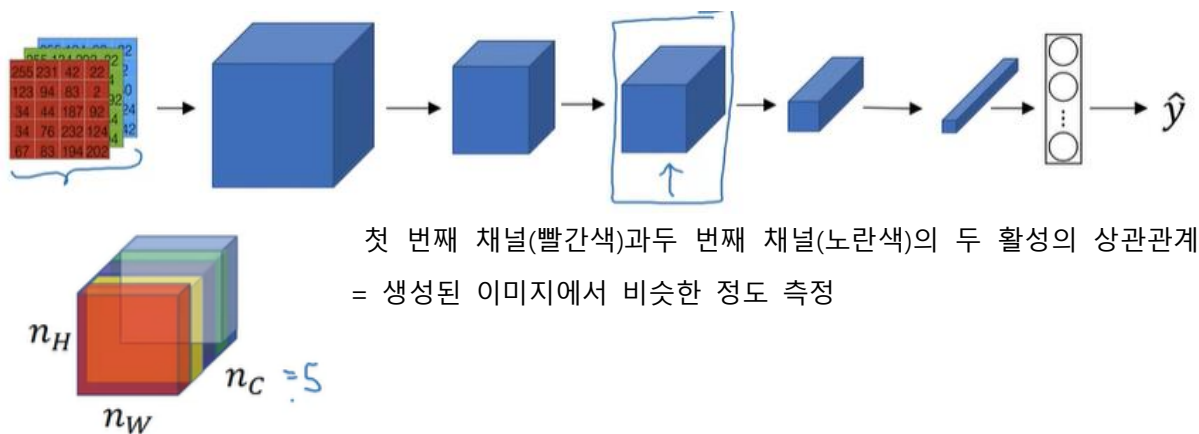 255 231 42 22
123 94 83 2
34 44 187 92
34 76 232 124
67 83 194 202
ŷ
첫 번째 채널(빨간색)과두 번째 채널(노란색)의 두 활성의 상관관계
= 생성된 이미지에서 비슷한 정도 측정
n_H
n_C =5
n_W